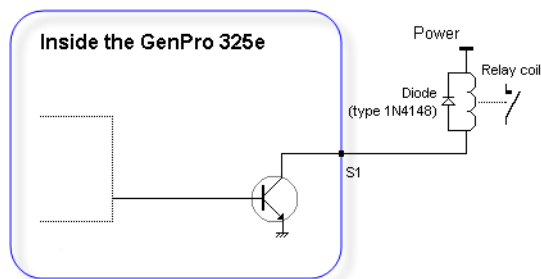 Inside the GenPro 325e
Power
Relay coil
Diode
(type 1N4148)
S1